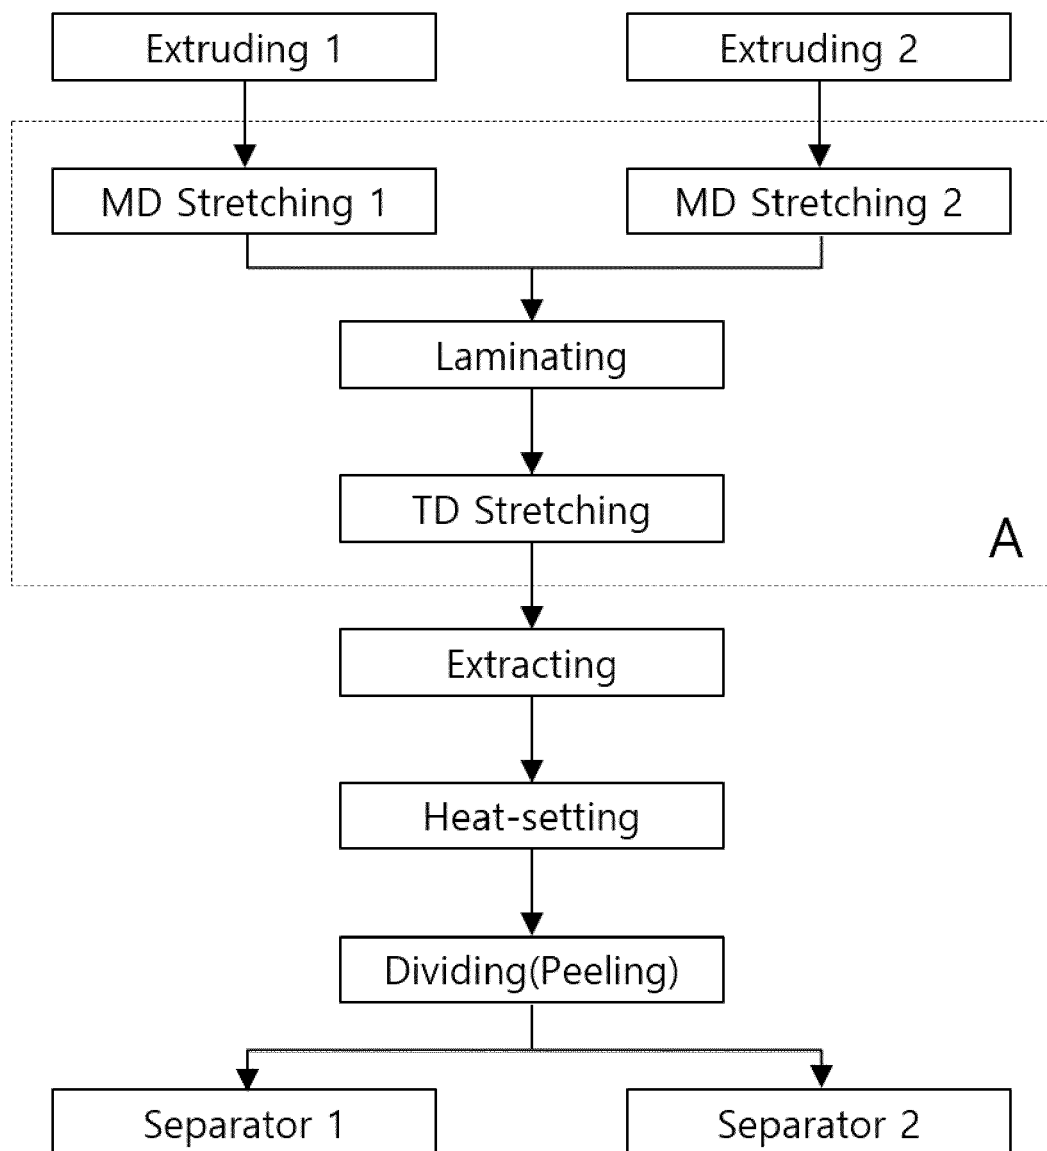 Extruding 1
Extruding 2
MD Stretching 1
MD Stretching 2
Laminating
TD Stretching
A
Extracting
Heat-setting
Dividing(Peeling)
Separator 1
Separator 2